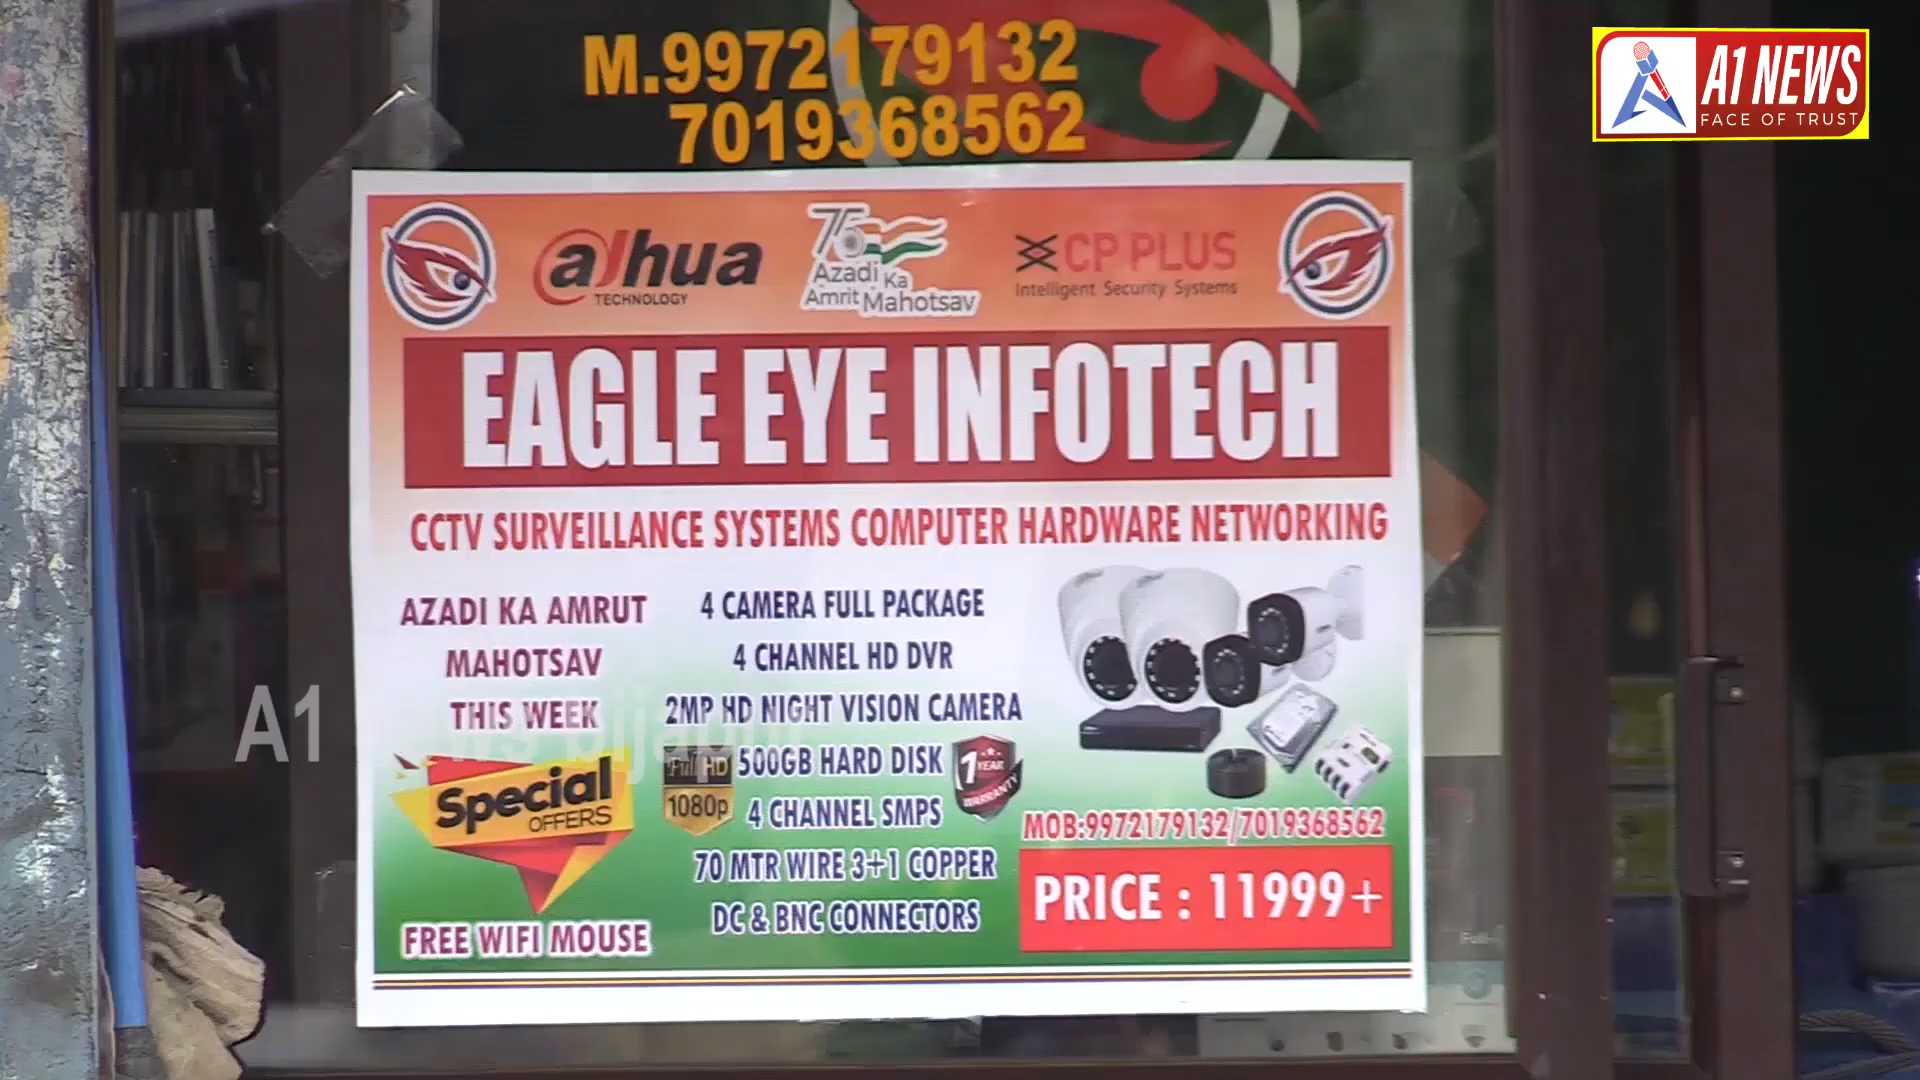 M.9972179132
7019368562
A1 NEWS
FACE OF TRUST
alhua
TECHNOLOGY
75
Azadi Ka
Amrit Mahotsav
CP PLUS
Intelligent Security Systems
EAGLE EYE INFOTECH
CCTV SURVEILLANCE SYSTEMS COMPUTER HARDWARE NETWORKING
AZADI KA AMRUT
MAHOTSAV
THIS WEEK
Special
OFFERS
FREE WIFI MOUSE
4 CAMERA FULL PACKAGE
4 CHANNEL HD DVR
2MP HD NIGHT VISION CAMERA
Full HD
1080p
500GB HARD DISK
1 YEAR
WARRANTY
4 CHANNEL SMPS
70 MTR WIRE 3+1 COPPER
DC & BNC CONNECTORS
MOB:9972179132/7019368562
PRICE : 11999+
A1 News bijapur